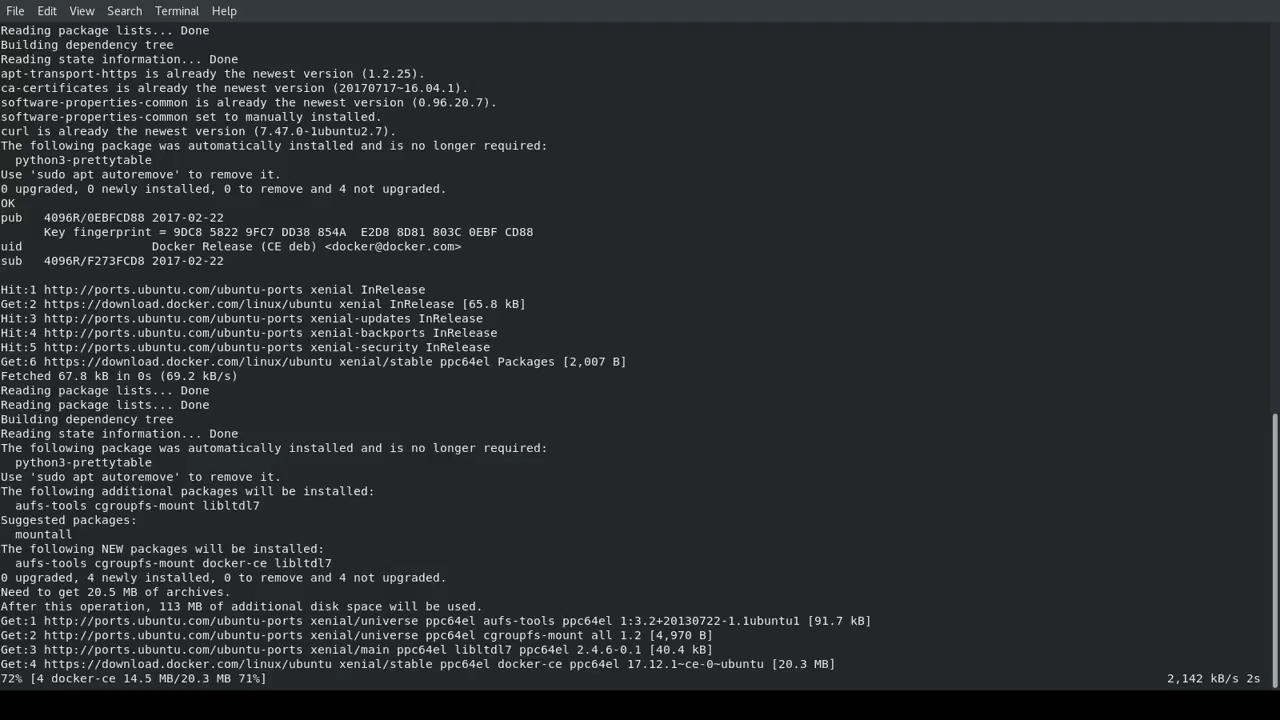 File Edit View Search Terminal Help
Reading package lists... Done
Building dependency tree
Reading state information... Done
apt-transport-https is already the newest version (1.2.25).
ca-certificates is already the newest version (20170717~16.04.1).
software-properties-common is already the newest version (0.96.20.7).
software-properties-common set to manually installed.
curl is already the newest version (7.47.0-1ubuntu2.7).
The following package was automatically installed and is no longer required:
  python3-prettytable
Use 'sudo apt autoremove' to remove it.
0 upgraded, 0 newly installed, 0 to remove and 4 not upgraded.
OK
pub   4096R/0EBFCD88 2017-02-22
      Key fingerprint = 9DC8 5822 9FC7 DD38 854A  E2D8 8D81 803C 0EBF CD88
uid                  Docker Release (CE deb) <docker@docker.com>
sub   4096R/F273FCD8 2017-02-22
Hit:1 http://ports.ubuntu.com/ubuntu-ports xenial InRelease
Get:2 https://download.docker.com/linux/ubuntu xenial InRelease [65.8 kB]
Hit:3 http://ports.ubuntu.com/ubuntu-ports xenial-updates InRelease
Hit:4 http://ports.ubuntu.com/ubuntu-ports xenial-backports InRelease
Hit:5 http://ports.ubuntu.com/ubuntu-ports xenial-security InRelease
Get:6 https://download.docker.com/linux/ubuntu xenial/stable ppc64el Packages [2,007 B]
Fetched 67.8 kB in 0s (69.2 kB/s)
Reading package lists... Done
Reading package lists... Done
Building dependency tree
Reading state information... Done
The following package was automatically installed and is no longer required:
  python3-prettytable
Use 'sudo apt autoremove' to remove it.
The following additional packages will be installed:
  aufs-tools cgroupfs-mount libltdl7
Suggested packages:
  mountall
The following NEW packages will be installed:
  aufs-tools cgroupfs-mount docker-ce libltdl7
0 upgraded, 4 newly installed, 0 to remove and 4 not upgraded.
Need to get 20.5 MB of archives.
After this operation, 113 MB of additional disk space will be used.
Get:1 http://ports.ubuntu.com/ubuntu-ports xenial/universe ppc64el aufs-tools ppc64el 1:3.2+20130722-1.1ubuntu1 [91.7 kB]
Get:2 http://ports.ubuntu.com/ubuntu-ports xenial/universe ppc64el cgroupfs-mount all 1.2 [4,970 B]
Get:3 http://ports.ubuntu.com/ubuntu-ports xenial/main ppc64el libltdl7 ppc64el 2.4.6-0.1 [40.4 kB]
Get:4 https://download.docker.com/linux/ubuntu xenial/stable ppc64el docker-ce ppc64el 17.12.1~ce-0~ubuntu [20.3 MB]
72% [4 docker-ce 14.5 MB/20.3 MB 71%] 2,142 kB/s 2s